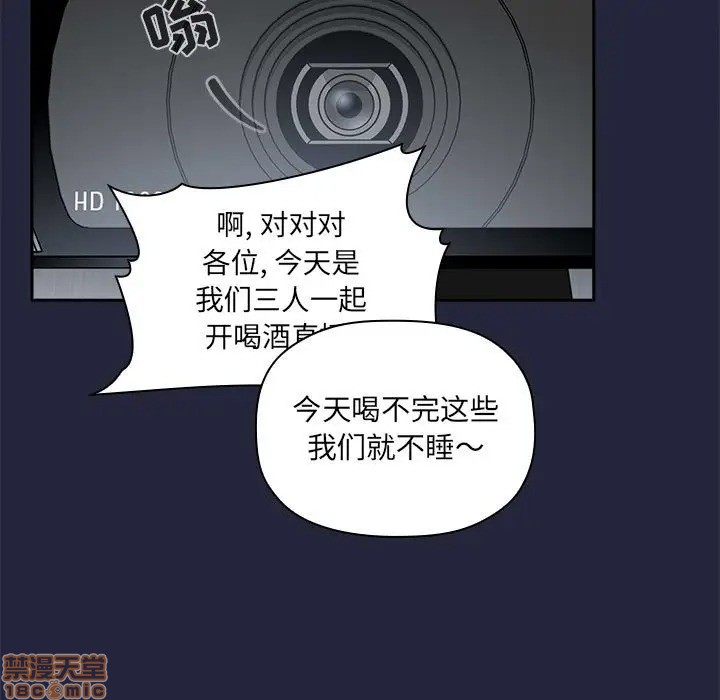 嗡
HD
啊, 对对对
各位, 今天是
我们三人一起
开喝酒直
今天喝不完这些
我们就不睡～
禁漫天堂
18COMIC